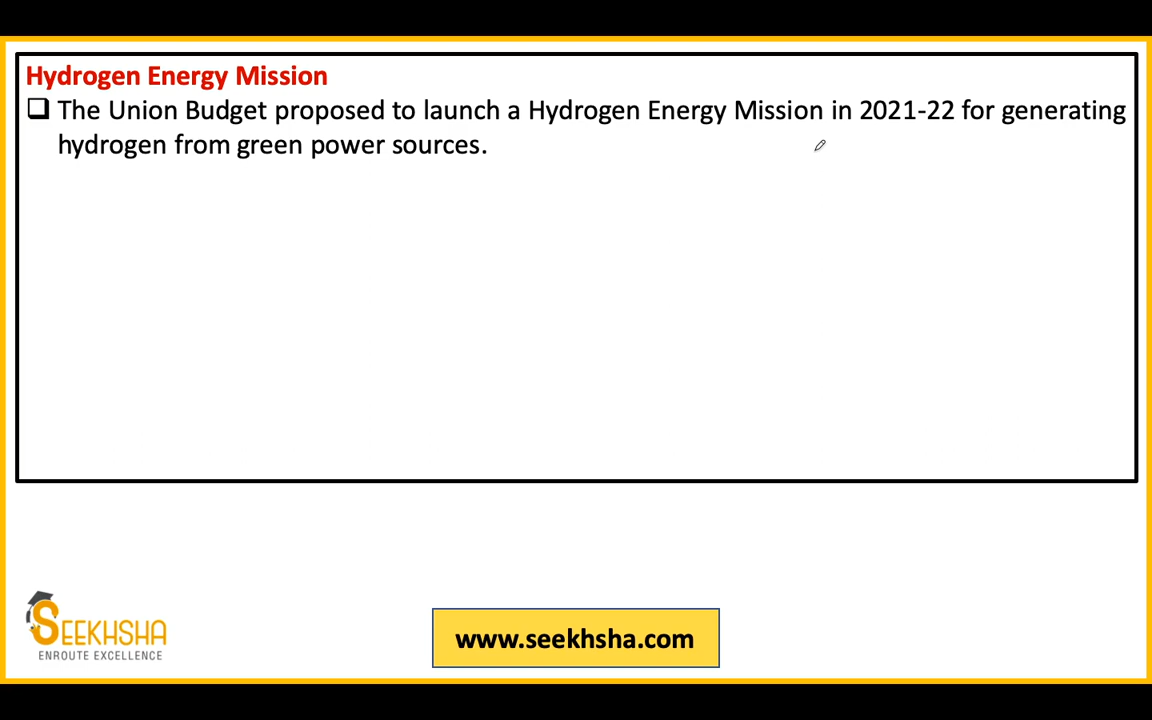 Hydrogen Energy Mission
❑ The Union Budget proposed to launch a Hydrogen Energy Mission in 2021-22 for generating
hydrogen from green power sources.
SEEKHSHA
ENROUTE EXCELLENCE
www.seekhsha.com